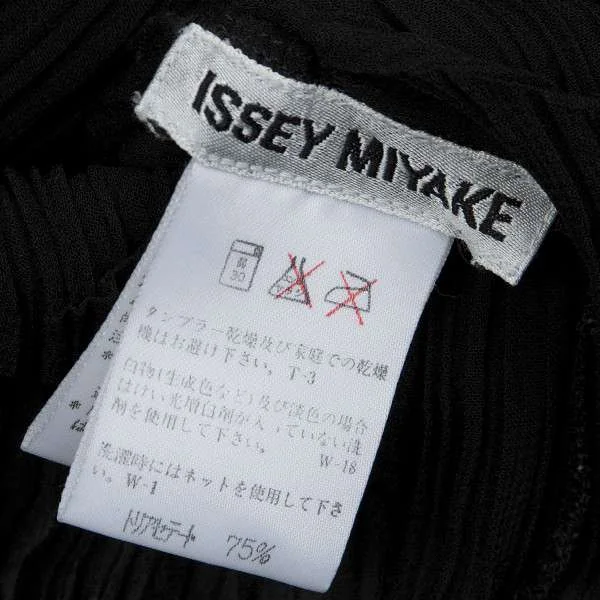 ISSEY MIYAKE
弱
30
タンブラー乾燥及び家庭での乾燥
機はお避け下さい。T-3
白物(生成色など)及び淡色の場合
はけい光増白剤が入っていない洗
剤を使用して下さい。 W-18
洗濯時にはネットを使用して下さ
い。W-1
トリアセテート 75%